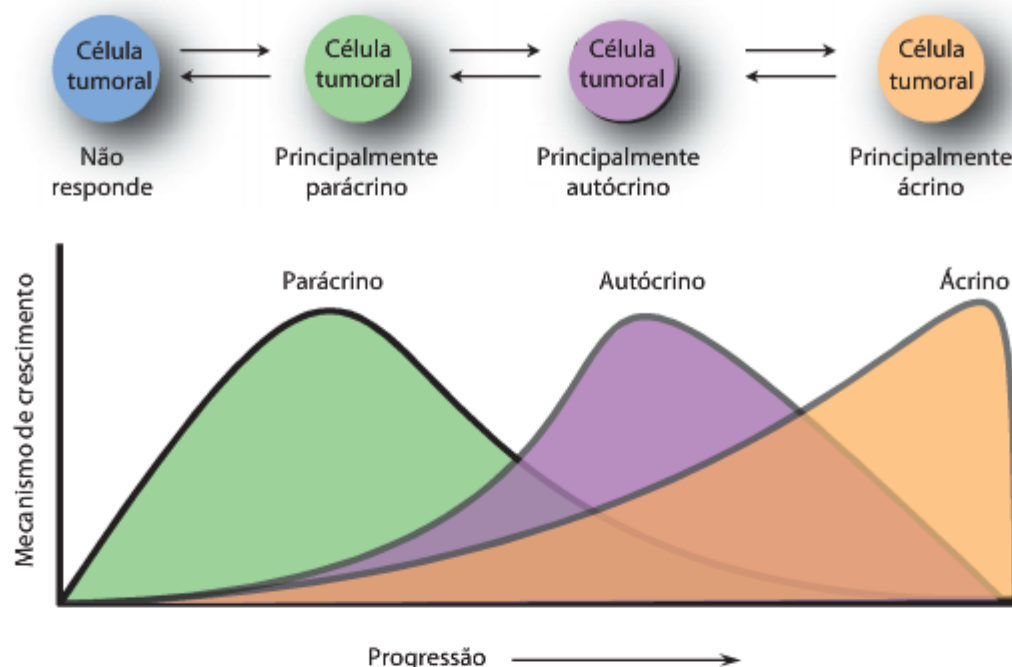 Célula
tumoral
Célula
tumoral
Célula
tumoral
Célula
tumoral
Não
responde
Principalmente
parácrino
Principalmente
autócrino
Principalmente
ácrino
Parácrino
Autócrino
Ácrino
Mecanismo de crescimento
Progressão